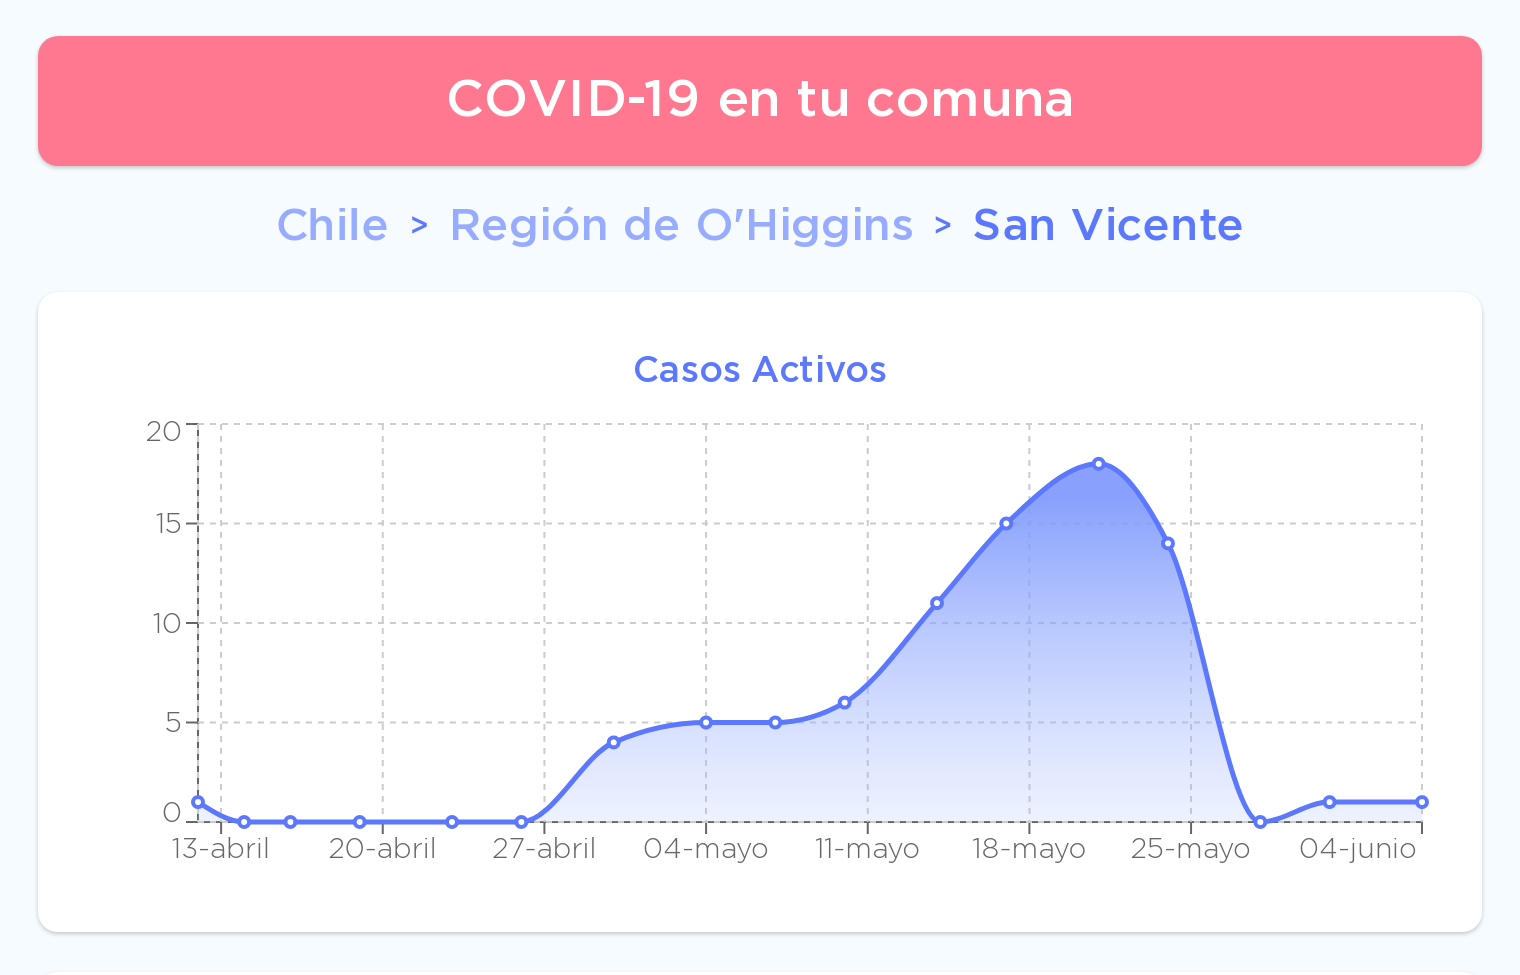 COVID-19 en tu comuna
Chile > Región de O'Higgins > San Vicente
Casos Activos
20
15
10
5
0
13-abril 20-abril 27-abril 04-mayo 11-mayo 18-mayo 25-mayo 04-junio